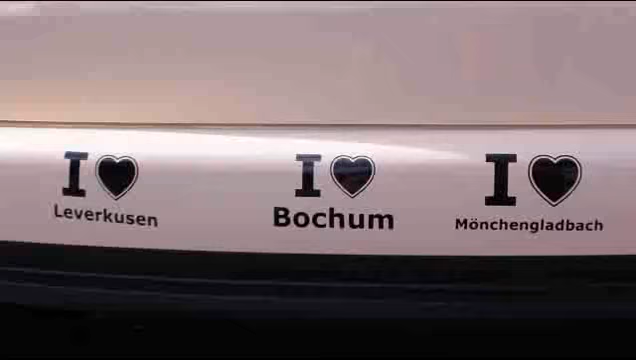 I ♥
Leverkusen
I ♥
Bochum
I ♥
Mönchengladbach